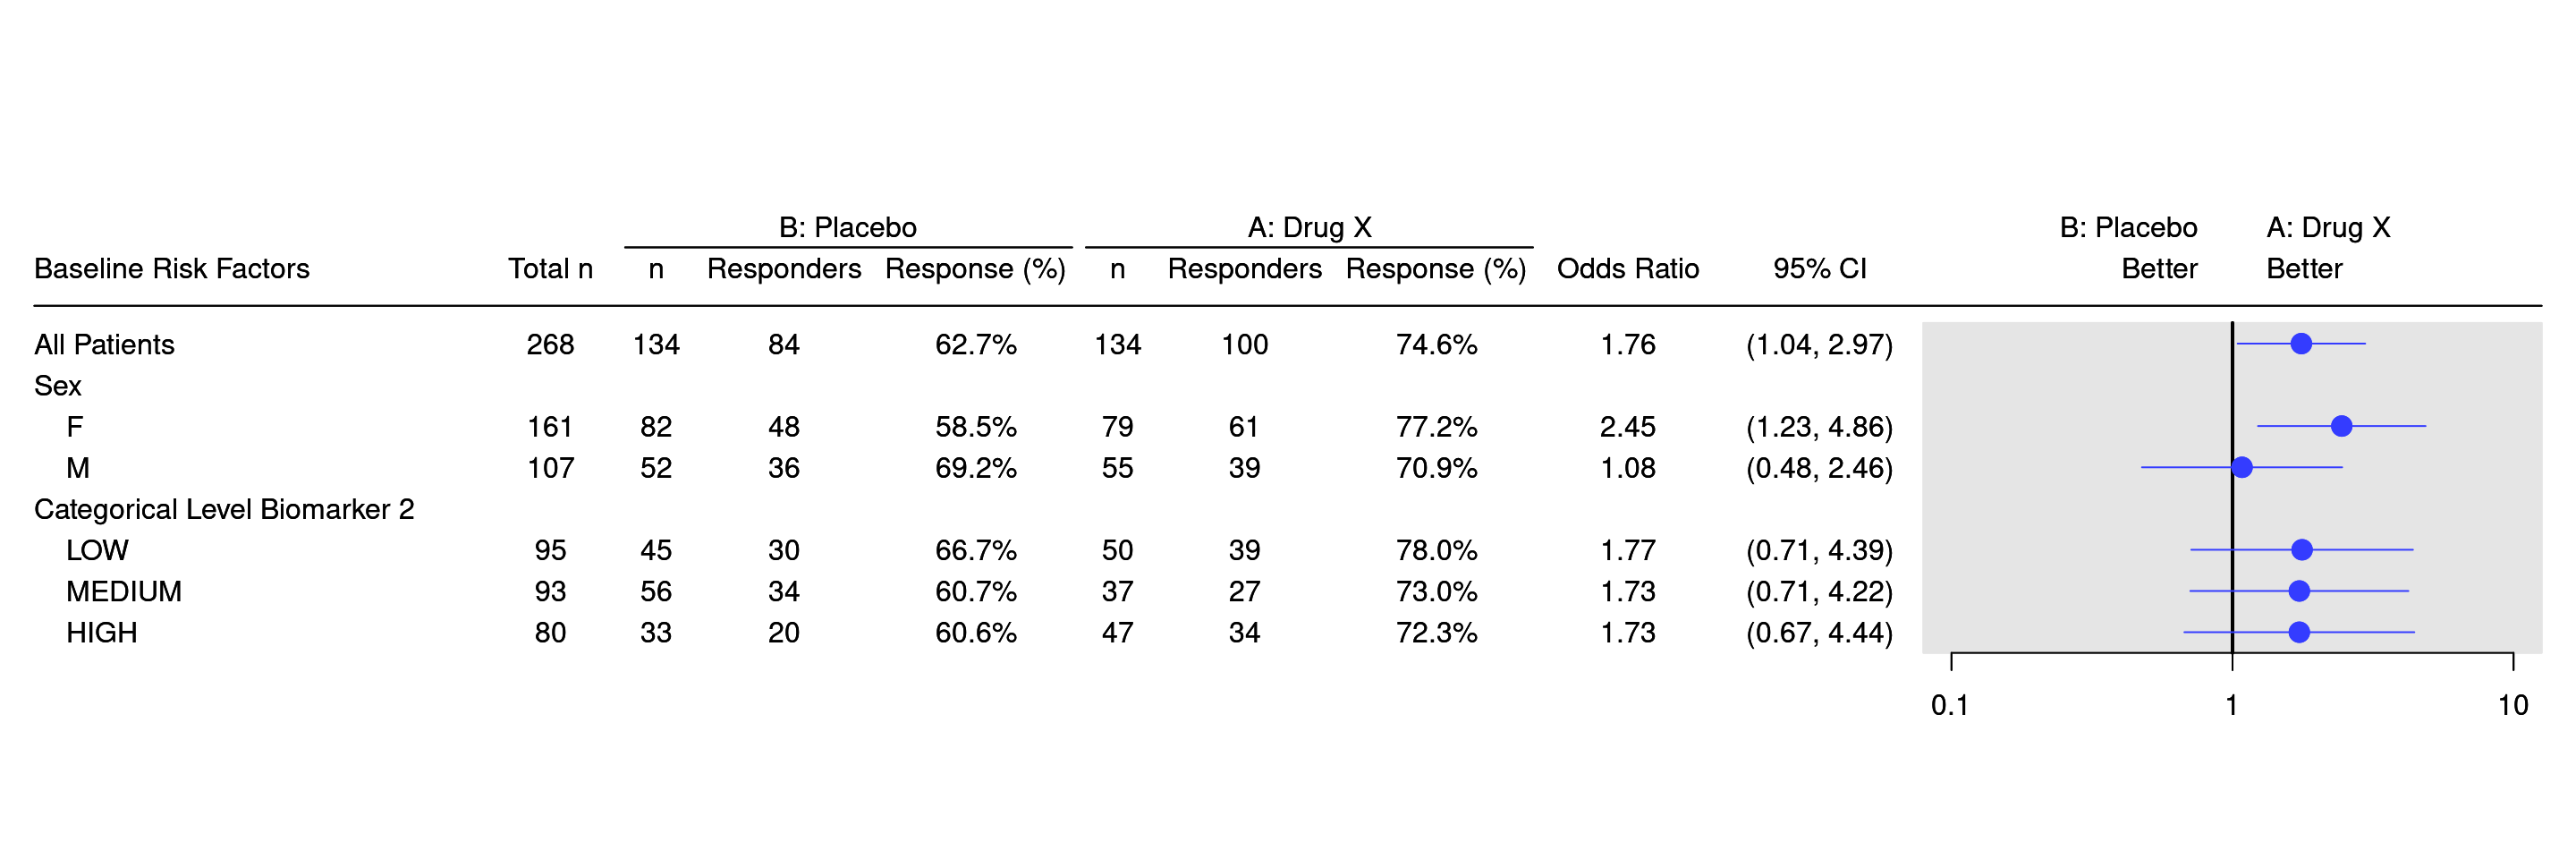 B: Placebo A: Drug X B: Placebo A: Drug X
Baseline Risk Factors Total n n Responders Response (%) n Responders Response (%) Odds Ratio 95% CI Better Better
All Patients 268 134 84 62.7% 134 100 74.6% 1.76 (1.04, 2.97)
Sex
F 161 82 48 58.5% 79 61 77.2% 2.45 (1.23, 4.86)
M 107 52 36 69.2% 55 39 70.9% 1.08 (0.48, 2.46)
Categorical Level Biomarker 2
LOW 95 45 30 66.7% 50 39 78.0% 1.77 (0.71, 4.39)
MEDIUM 93 56 34 60.7% 37 27 73.0% 1.73 (0.71, 4.22)
HIGH 80 33 20 60.6% 47 34 72.3% 1.73 (0.67, 4.44)
0.1 1 10